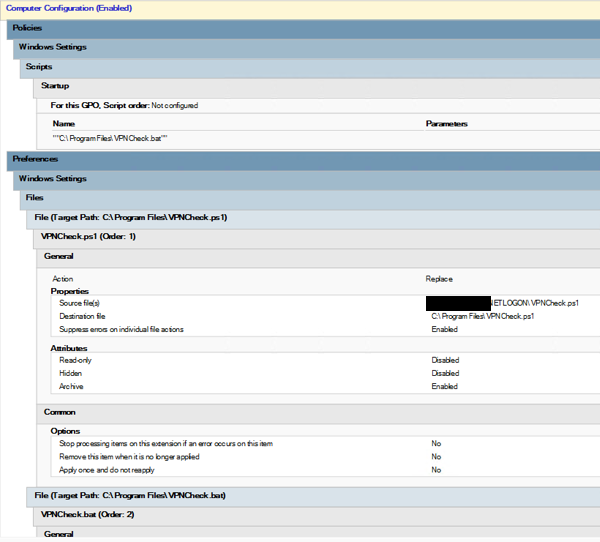 Computer Configuration (Enabled)
Policies
Windows Settings
Scripts
Startup
For this GPO, Script order: Not configured
Name Parameters
""C:\Program Files\VPNCheck.bat""
Preferences
Windows Settings
Files
File (Target Path: C:\Program Files\VPNCheck.ps1)
VPNCheck.ps1 (Order: 1)
General
Action Replace
Properties
Source file(s) NETLOGON\VPNCheck.ps1
Destination file C:\Program Files\VPNCheck.ps1
Suppress errors on individual file actions Enabled
Attributes
Read-only Disabled
Hidden Disabled
Archive Enabled
Common
Options
Stop processing items on this extension if an error occurs on this item No
Remove this item when it is no longer applied No
Apply once and do not reapply No
File (Target Path: C:\Program Files\VPNCheck.bat)
VPNCheck.bat (Order: 2)
General